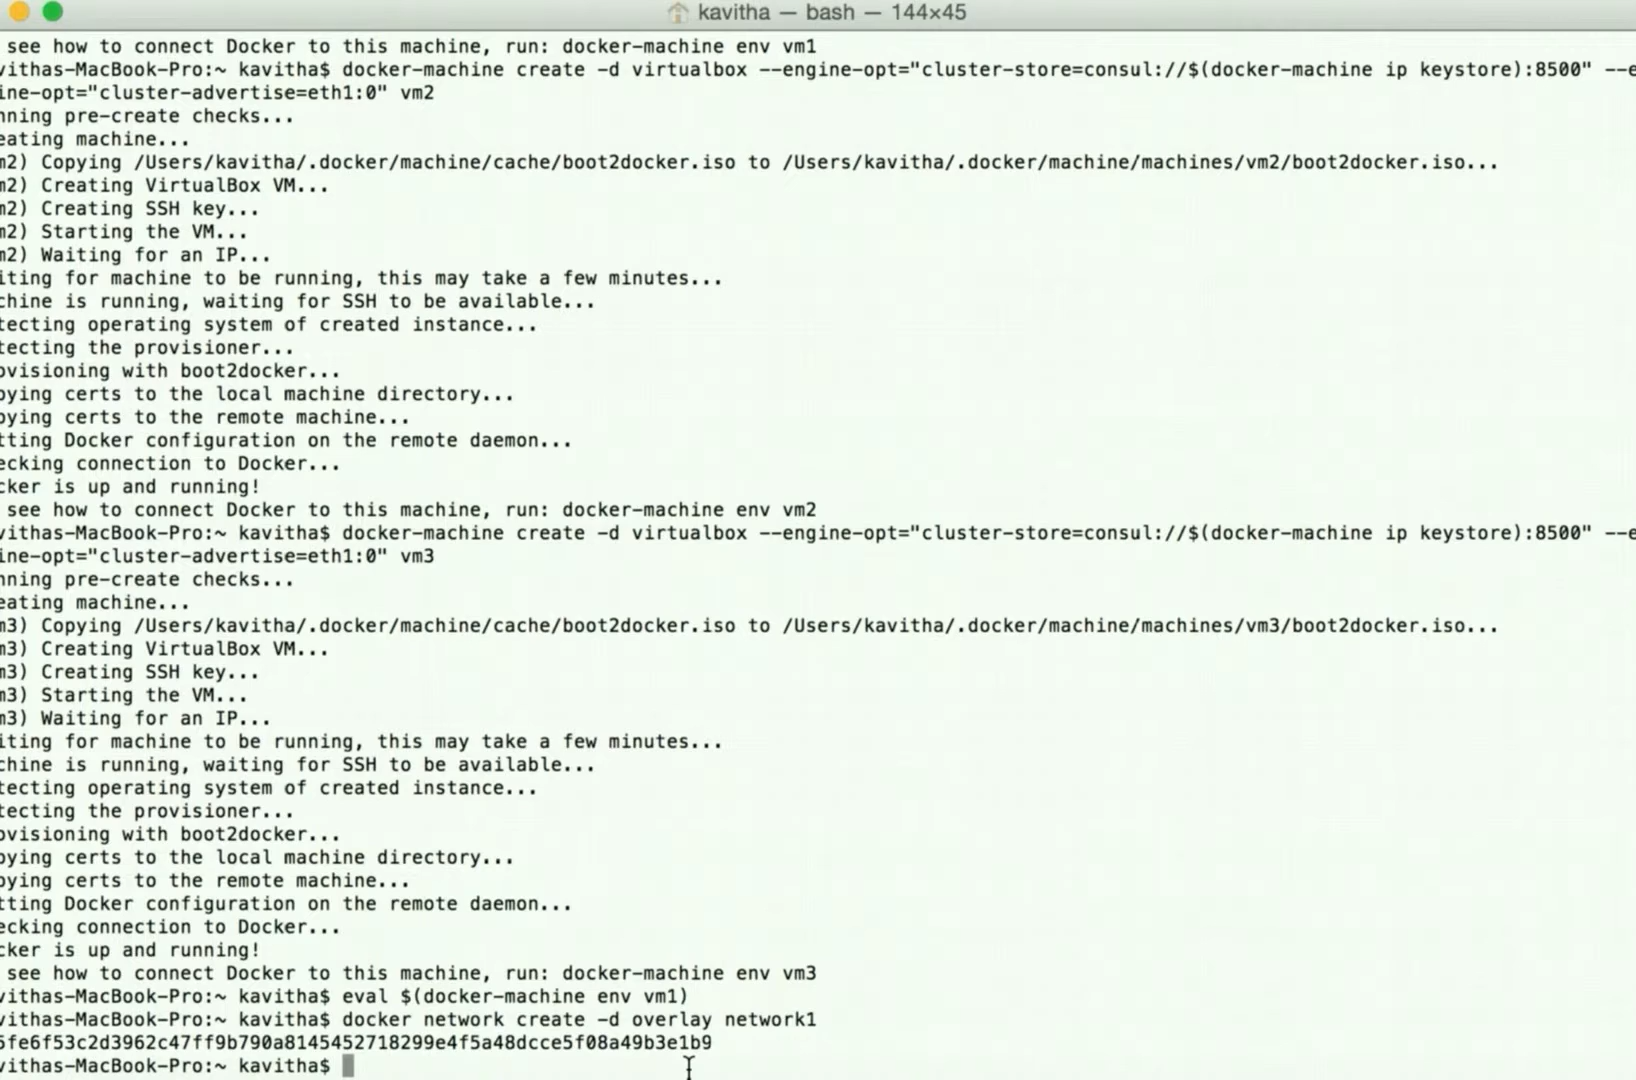 kavitha — bash — 144×45
see how to connect Docker to this machine, run: docker-machine env vm1
vithas-MacBook-Pro:~ kavitha$ docker-machine create -d virtualbox --engine-opt="cluster-store=consul://$(docker-machine ip keystore):8500" --e
ine-opt="cluster-advertise=eth1:0" vm2
nning pre-create checks...
eating machine...
m2) Copying /Users/kavitha/.docker/machine/cache/boot2docker.iso to /Users/kavitha/.docker/machine/machines/vm2/boot2docker.iso...
m2) Creating VirtualBox VM...
m2) Creating SSH key...
m2) Starting the VM...
m2) Waiting for an IP...
iting for machine to be running, this may take a few minutes...
chine is running, waiting for SSH to be available...
tecting operating system of created instance...
tecting the provisioner...
ovisioning with boot2docker...
pying certs to the local machine directory...
pying certs to the remote machine...
tting Docker configuration on the remote daemon...
ecking connection to Docker...
cker is up and running!
see how to connect Docker to this machine, run: docker-machine env vm2
vithas-MacBook-Pro:~ kavitha$ docker-machine create -d virtualbox --engine-opt="cluster-store=consul://$(docker-machine ip keystore):8500" --e
ine-opt="cluster-advertise=eth1:0" vm3
nning pre-create checks...
eating machine...
m3) Copying /Users/kavitha/.docker/machine/cache/boot2docker.iso to /Users/kavitha/.docker/machine/machines/vm3/boot2docker.iso...
m3) Creating VirtualBox VM...
m3) Creating SSH key...
m3) Starting the VM...
m3) Waiting for an IP...
iting for machine to be running, this may take a few minutes...
chine is running, waiting for SSH to be available...
tecting operating system of created instance...
tecting the provisioner...
ovisioning with boot2docker...
pying certs to the local machine directory...
pying certs to the remote machine...
tting Docker configuration on the remote daemon...
ecking connection to Docker...
cker is up and running!
see how to connect Docker to this machine, run: docker-machine env vm3
vithas-MacBook-Pro:~ kavitha$ eval $(docker-machine env vm1)
vithas-MacBook-Pro:~ kavitha$ docker network create -d overlay network1
5fe6f53c2d3962c47ff9b790a8145452718299e4f5a48dcce5f08a49b3e1b9
vithas-MacBook-Pro:~ kavitha$